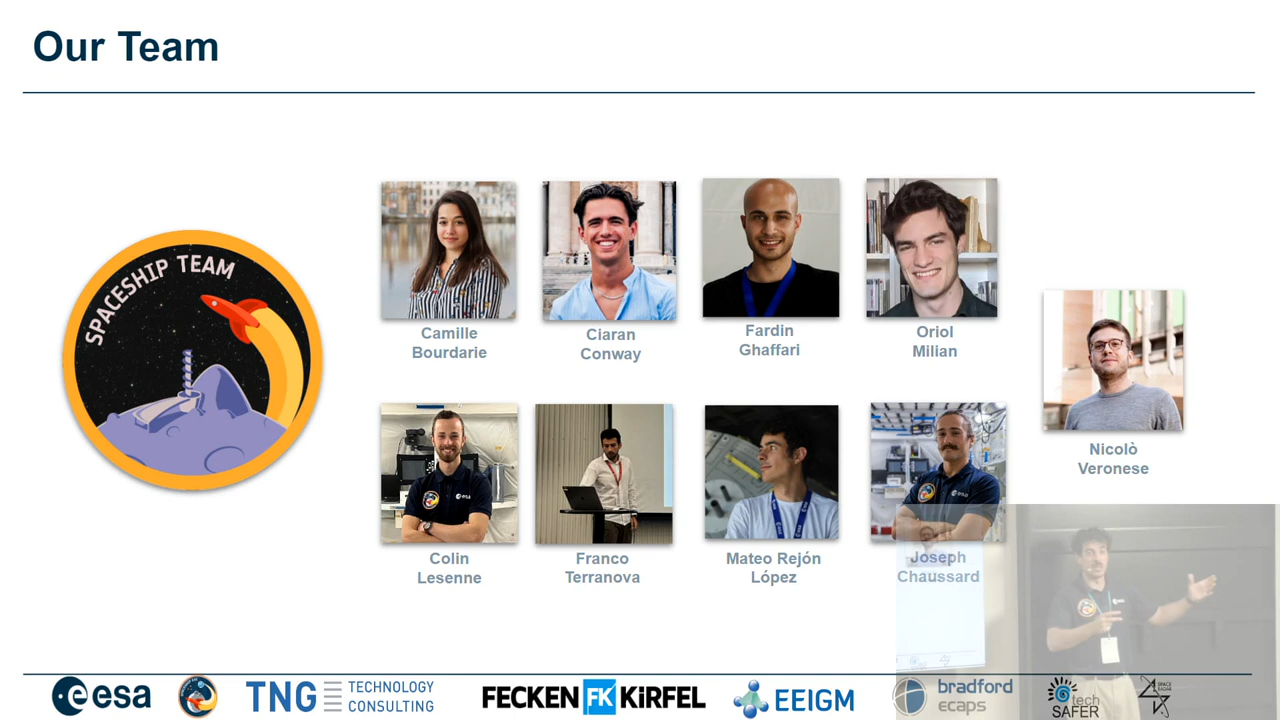 Our Team
SPACESHIP TEAM
Camille
Bourdarie
Ciaran
Conway
Fardin
Ghaffari
Oriol
Milian
Nicolò
Veronese
Colin
Lesenne
Franco
Terranova
Mateo Rejón
López
Joseph
Chaussard
esa
TNG TECHNOLOGY
CONSULTING
FECKEN FK KiRFEL
EEIGM
bradford
ecaps
tech
SAFER